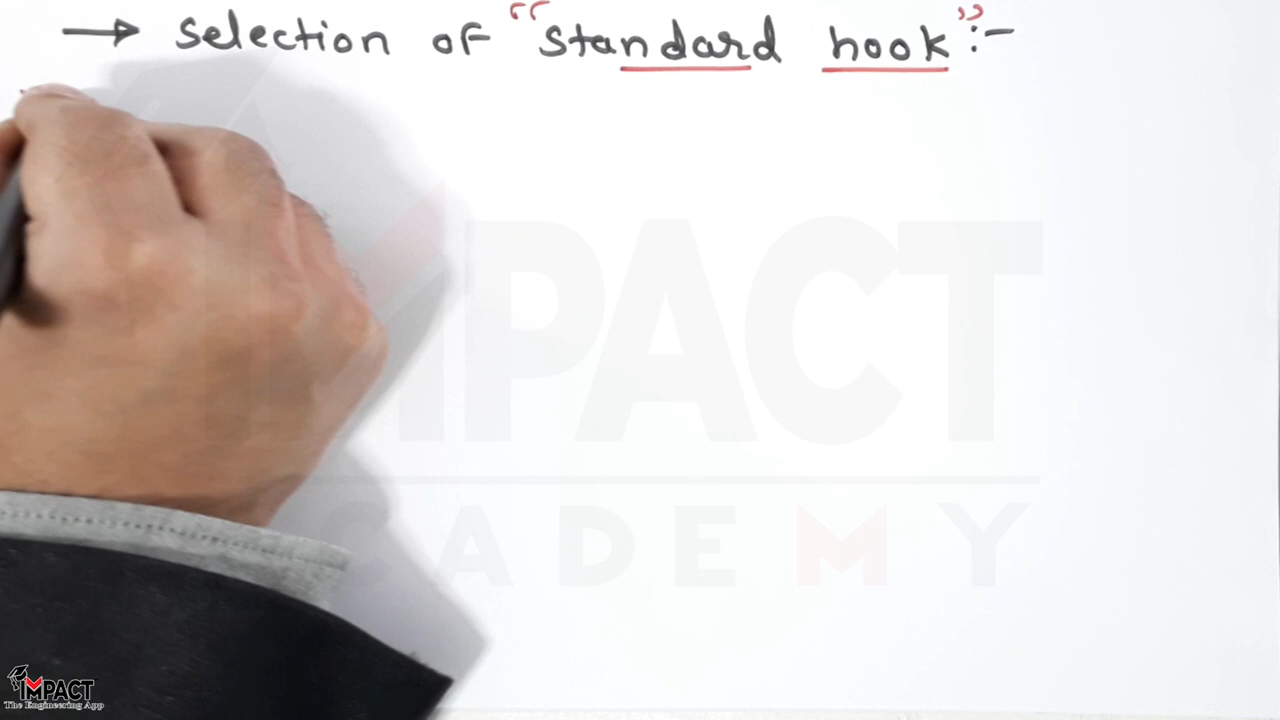 → selection of "standard hook" :-
IMPACT
ACADEMY
IMPACT
The Engineering App